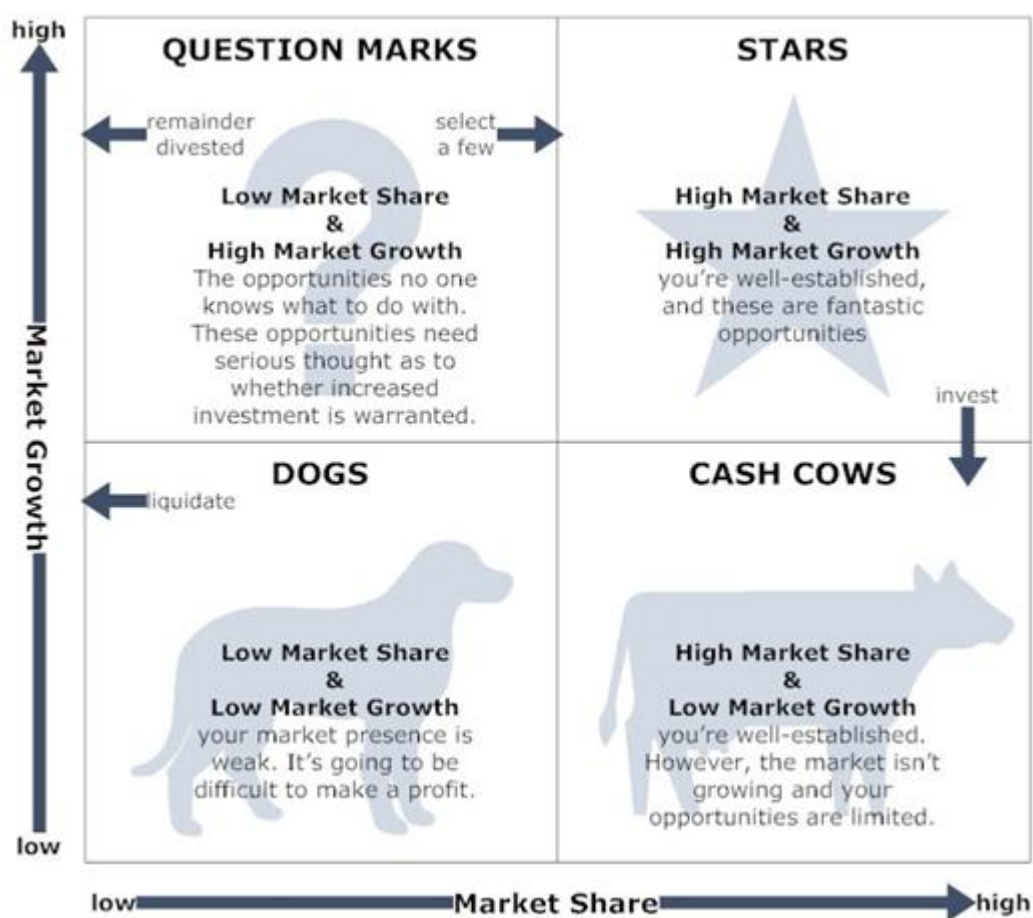 high
QUESTION MARKS
STARS
remainder
divested
select
a few
Low Market Share
&
High Market Growth
The opportunities no one
knows what to do with.
These opportunities need
serious thought as to
whether increased
investment is warranted.
High Market Share
&
High Market Growth
you're well-established,
and these are fantastic
opportunities
invest
Market Growth
DOGS
CASH COWS
liquidate
Low Market Share
&
Low Market Growth
your market presence is
weak. It's going to be
difficult to make a profit.
High Market Share
&
Low Market Growth
you're well-established.
However, the market isn't
growing and your
opportunities are limited.
low
low
Market Share
high